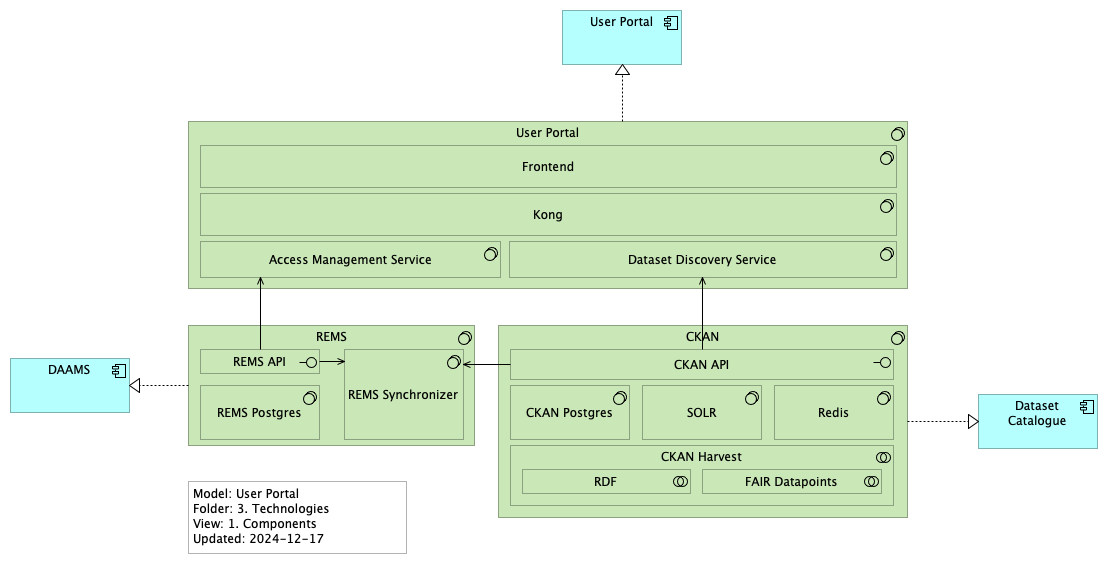 User Portal
User Portal
Frontend
Kong
Access Management Service
Dataset Discovery Service
REMS
REMS API
REMS Synchronizer
REMS Postgres
DAAMS
CKAN
CKAN API
CKAN Postgres
SOLR
Redis
CKAN Harvest
RDF
FAIR Datapoints
Dataset
Catalogue
Model: User Portal
Folder: 3. Technologies
View: 1. Components
Updated: 2024-12-17